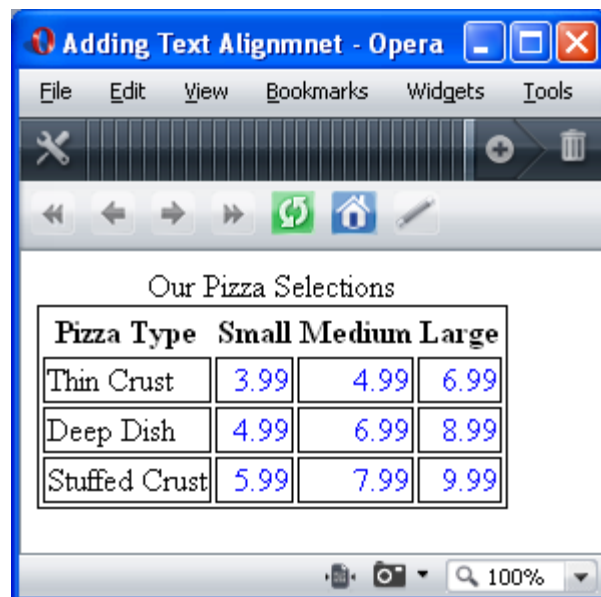 Adding Text Alignmnet - Opera
File Edit View Bookmarks Widgets Tools
Our Pizza Selections
Pizza Type Small Medium Large
Thin Crust 3.99 4.99 6.99
Deep Dish 4.99 6.99 8.99
Stuffed Crust 5.99 7.99 9.99
100%